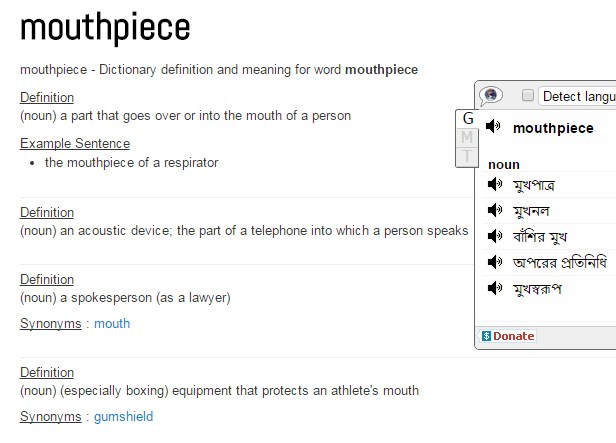 mouthpiece
mouthpiece - Dictionary definition and meaning for word mouthpiece
Definition
(noun) a part that goes over or into the mouth of a person
Example Sentence
• the mouthpiece of a respirator
Definition
(noun) an acoustic device; the part of a telephone into which a person speaks
Definition
(noun) a spokesperson (as a lawyer)
Synonyms : mouth
Definition
(noun) (especially boxing) equipment that protects an athlete's mouth
Synonyms : gumshield
Detect langu
G
M
T
mouthpiece
noun
মুখপাত্র
মুখনল
বাঁশির মুখ
অপরের প্রতিনিধি
মুখস্বরূপ
$ Donate